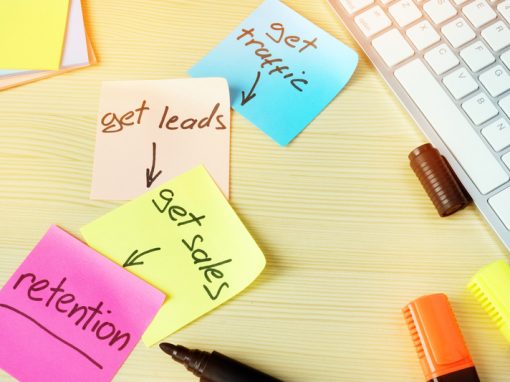 get
traffic
get leads
get sales
retention